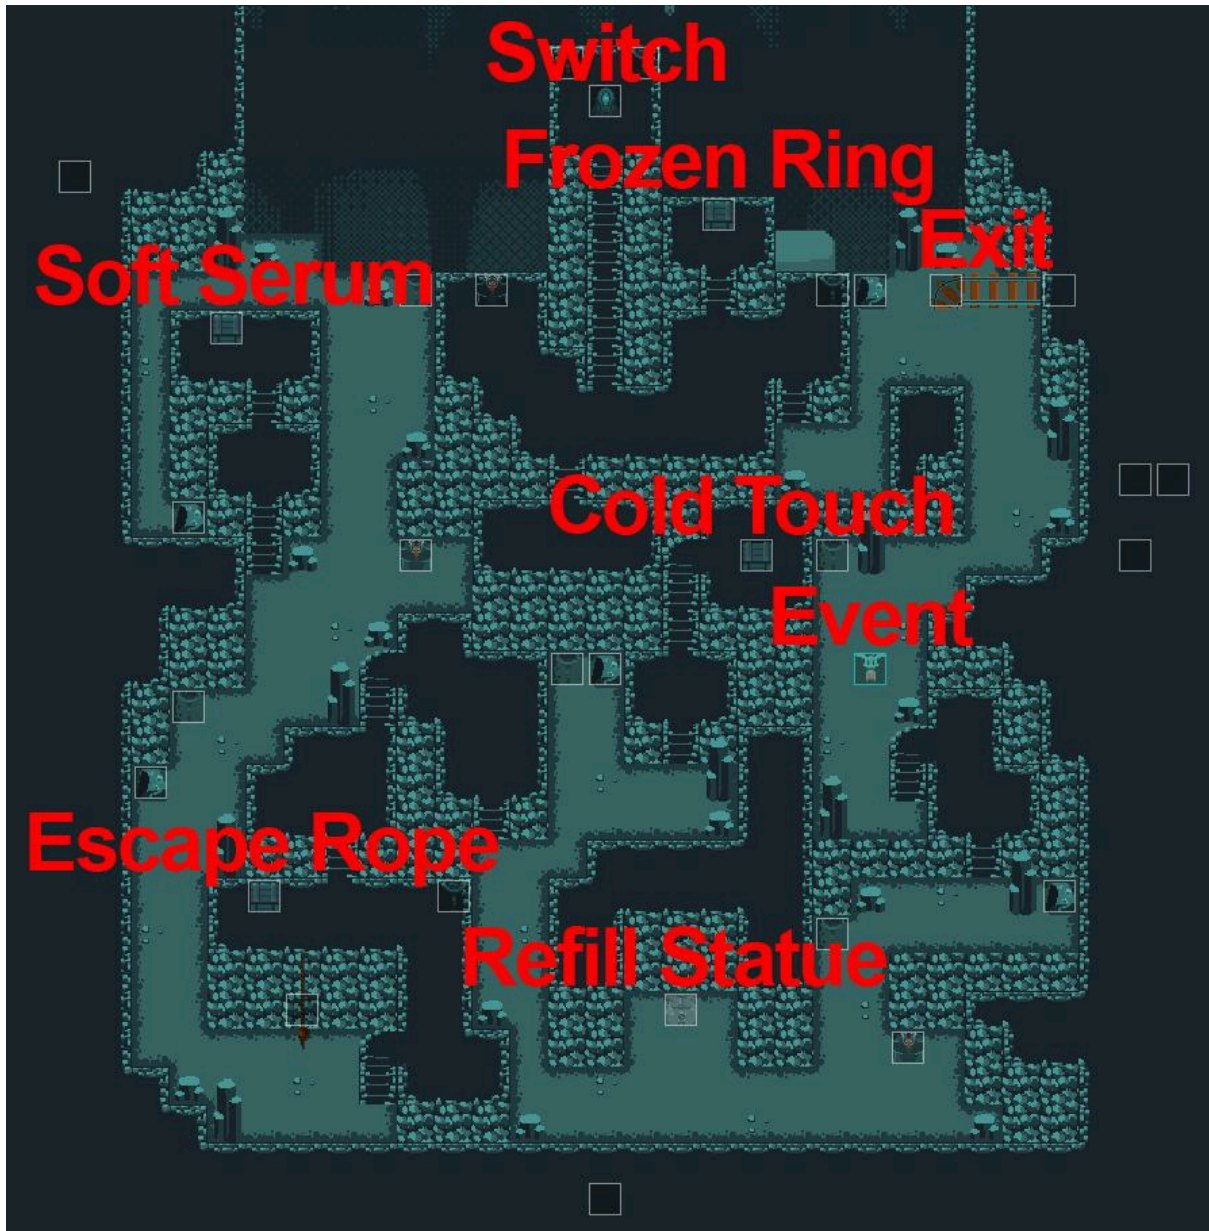 Switch
Frozen Ring
Exit
Soft Serum
Cold Touch
Event
Escape Rope
Refill Statue